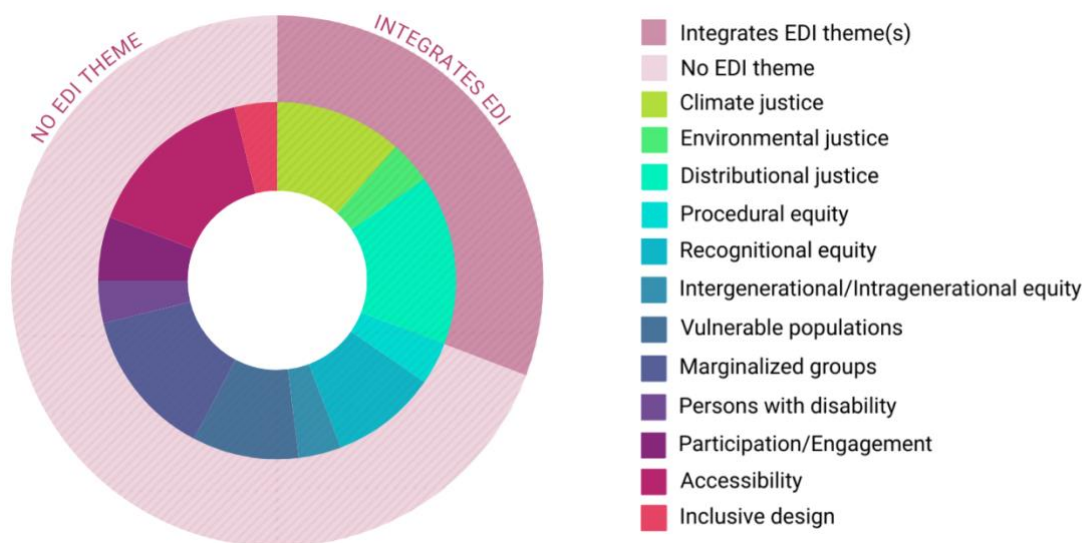 NO EDI THEME
INTEGRATES EDI
Integrates EDI theme(s)
No EDI theme
Climate justice
Environmental justice
Distributional justice
Procedural equity
Recognitional equity
Intergenerational/Intragenerational equity
Vulnerable populations
Marginalized groups
Persons with disability
Participation/Engagement
Accessibility
Inclusive design